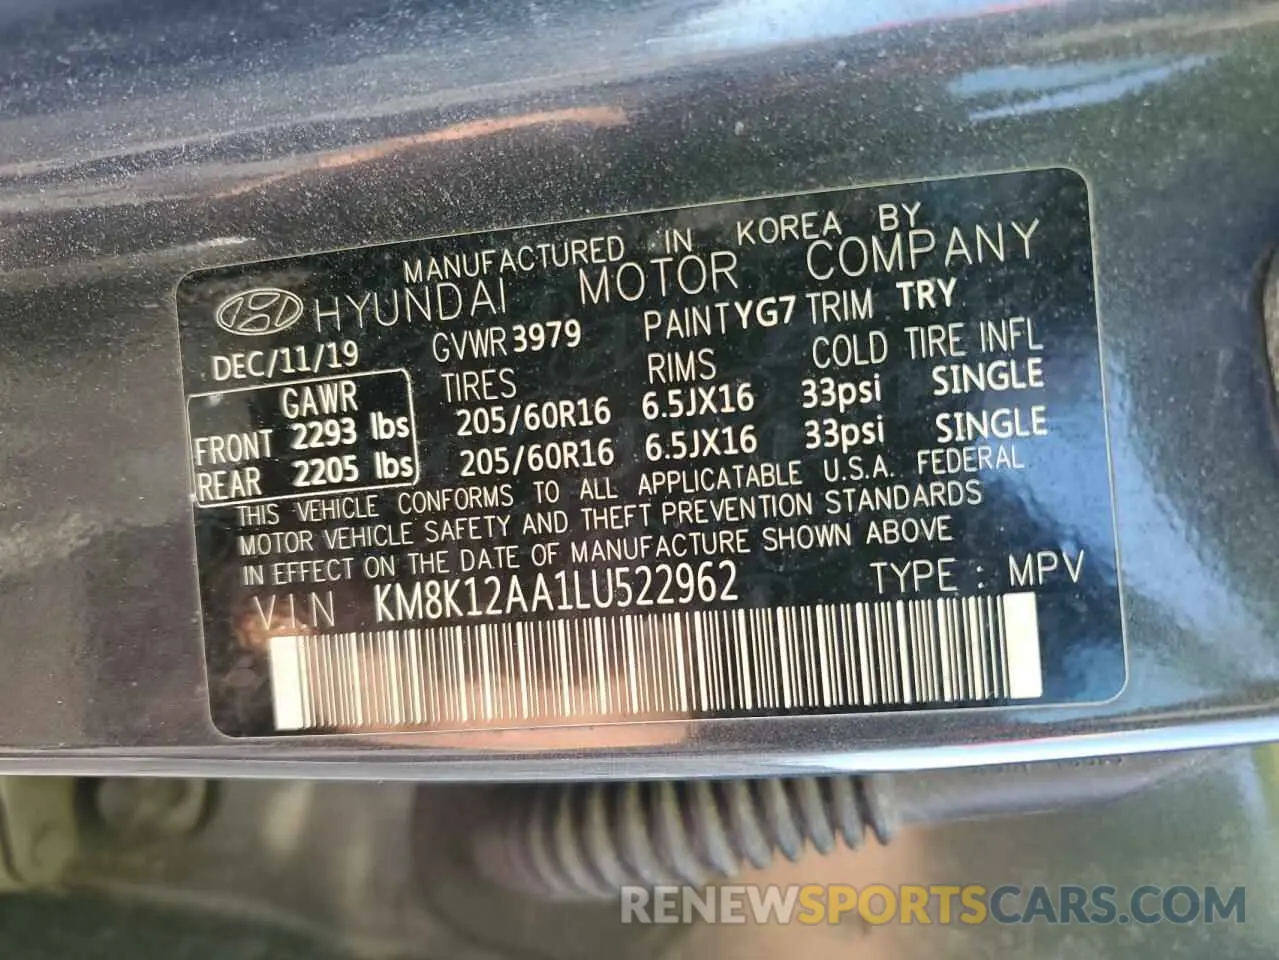 MANUFACTURED IN KOREA BY
HYUNDAI MOTOR COMPANY
DEC/11/19 GVWR 3979 PAINT YG7 TRIM TRY
GAWR TIRES RIMS COLD TIRE INFL
FRONT 2293 lbs 205/60R16 6.5JX16 33psi SINGLE
REAR 2205 lbs 205/60R16 6.5JX16 33psi SINGLE
THIS VEHICLE CONFORMS TO ALL APPLICATABLE U.S.A. FEDERAL
MOTOR VEHICLE SAFETY AND THEFT PREVENTION STANDARDS
IN EFFECT ON THE DATE OF MANUFACTURE SHOWN ABOVE
V.I.N KM8K12AA1LU522962 TYPE : MPV
RENEWSPORTSCARS.COM